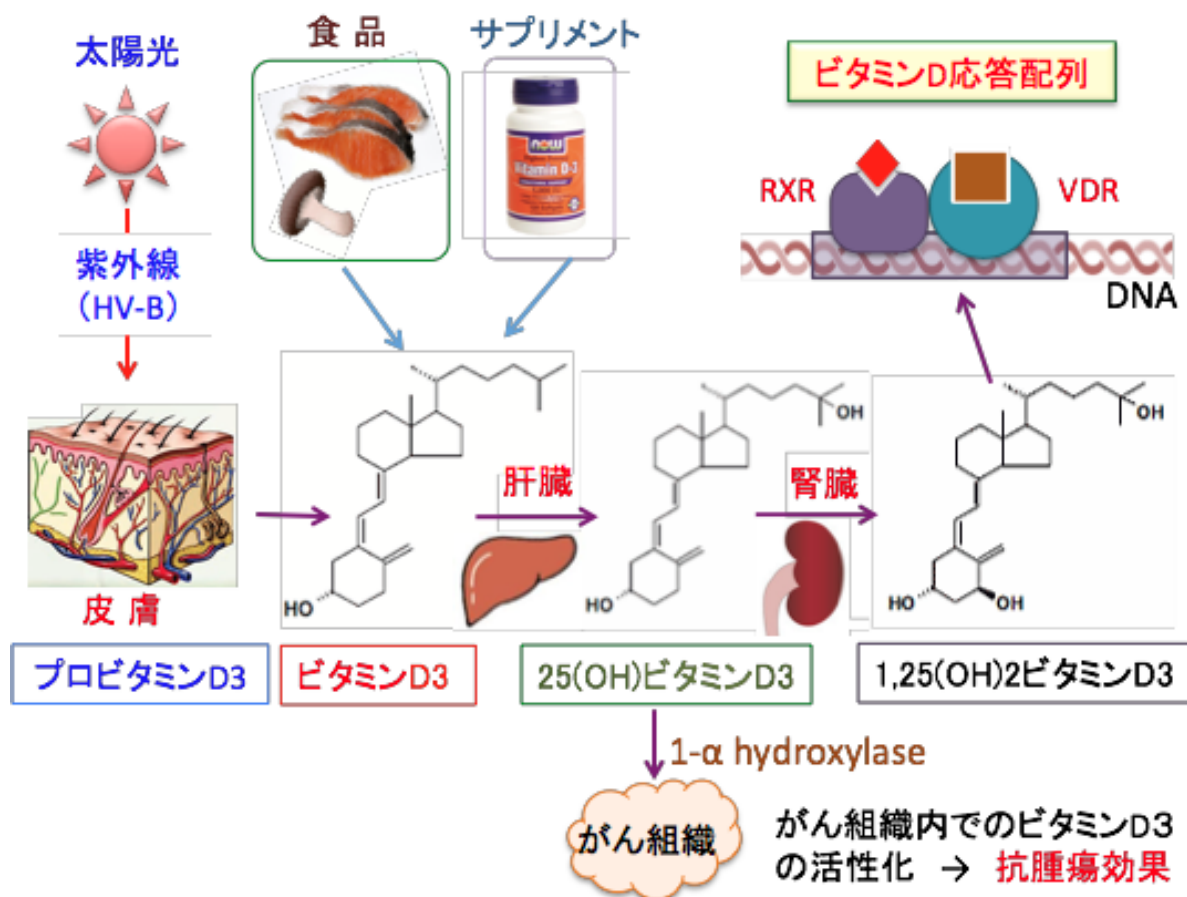 太陽光
食品
サプリメント
ビタミンD応答配列
now
Vitamin D-3
RXR
VDR
DNA
紫外線
(HV-B)
OH
OH
肝臓
腎臓
HO
HO
HO
OH
皮膚
プロビタミンD3
ビタミンD3
25(OH)ビタミンD3
1,25(OH)2ビタミンD3
1-α hydroxylase
がん組織
がん組織内でのビタミンD3
の活性化 → 抗腫瘍効果